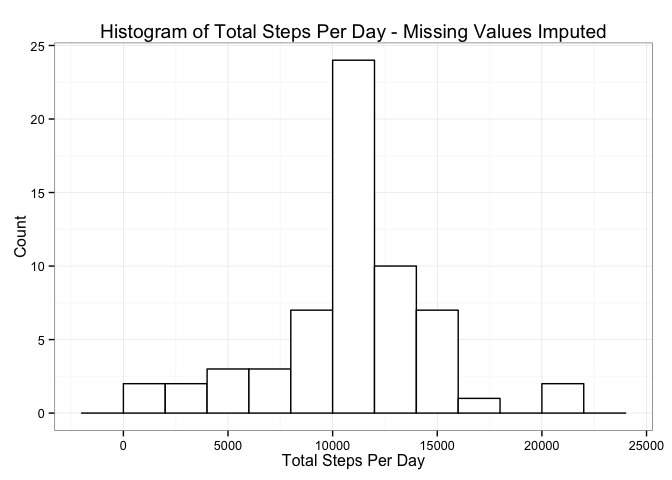 Histogram of Total Steps Per Day - Missing Values Imputed
25
20
15
10
5
0
Count
0 5000 10000 15000 20000 25000
Total Steps Per Day